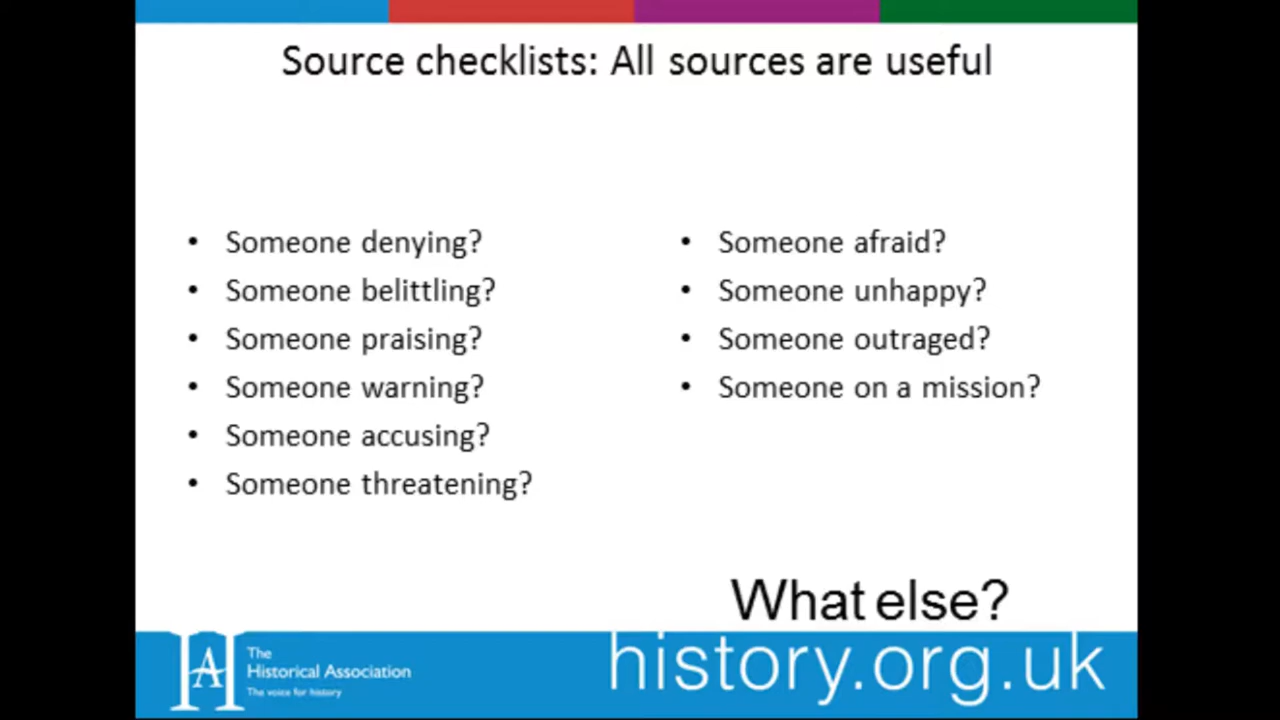 Source checklists: All sources are useful
• Someone denying?
• Someone belittling?
• Someone praising?
• Someone warning?
• Someone accusing?
• Someone threatening?
• Someone afraid?
• Someone unhappy?
• Someone outraged?
• Someone on a mission?
What else?
HA
The
Historical Association
The voice for history
history.org.uk